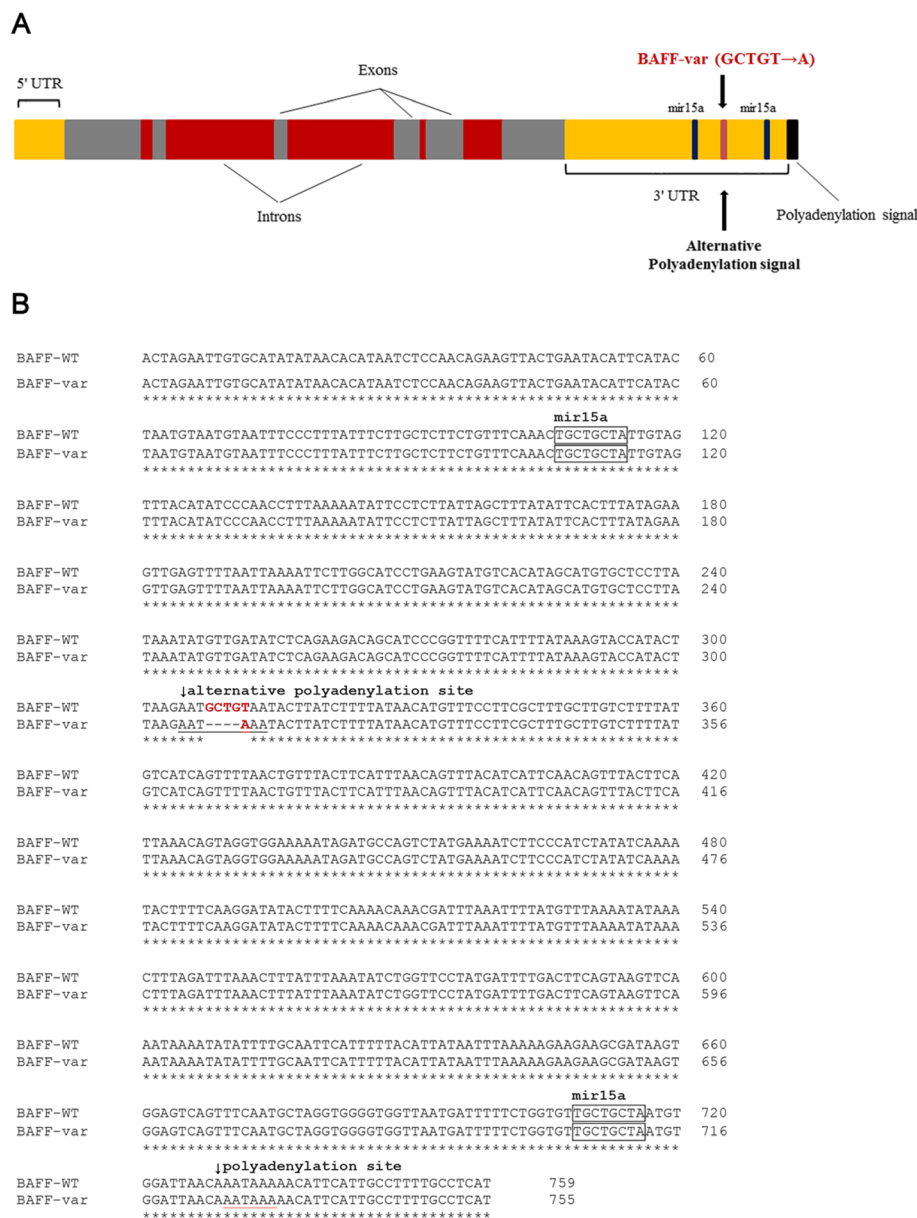 A
BAFF-var (GCTGT→A)
5' UTR
Exons
mir15a
mir15a
Introns
3' UTR
Polyadenylation signal
Alternative
Polyadenylation signal
B
BAFF-WT ACTAGAATTGTGCATATATAACACATAATCTCCAACAGAAGTTACTGAATACATTCATAC 60
BAFF-var ACTAGAATTGTGCATATATAACACATAATCTCCAACAGAAGTTACTGAATACATTCATAC 60
************************************************************
mir15a
BAFF-WT TAATGTAATGTAATTTCCCTTTATTTCTTGCTCTTCTGTTTCAAACTGCTGCTATTGTAG 120
BAFF-var TAATGTAATGTAATTTCCCTTTATTTCTTGCTCTTCTGTTTCAAACTGCTGCTATTGTAG 120
************************************************************
BAFF-WT TTTACATATCCCAACCTTTAAAAATATTCCTCTTATTAGCTTTATATTCACTTTATAGAA 180
BAFF-var TTTACATATCCCAACCTTTAAAAATATTCCTCTTATTAGCTTTATATTCACTTTATAGAA 180
************************************************************
BAFF-WT GTTGAGTTTTAATTAAAATTCTTGGCATCCTGAAGTATGTCACATAGCATGTGCTCCTTA 240
BAFF-var GTTGAGTTTTAATTAAAATTCTTGGCATCCTGAAGTATGTCACATAGCATGTGCTCCTTA 240
************************************************************
BAFF-WT TAAATATGTTGATATCTCAGAAGACAGCATCCCGGTTTTCATTTTATAAAGTACCATACT 300
BAFF-var TAAATATGTTGATATCTCAGAAGACAGCATCCCGGTTTTCATTTTATAAAGTACCATACT 300
************************************************************
↓alternative polyadenylation site
BAFF-WT TAAGAATGCTGTAATACTTATCTTTTATAACATGTTTCCTTCGCTTTGCTTGTCTTTTAT 360
BAFF-var TAAGAAT----AAATACTTATCTTTTATAACATGTTTCCTTCGCTTTGCTTGTCTTTTAT 356
******* ************************************************
BAFF-WT GTCATCAGTTTTAACTGTTTACTTCATTTAACAGTTTACATCATTCAACAGTTTACTTCA 420
BAFF-var GTCATCAGTTTTAACTGTTTACTTCATTTAACAGTTTACATCATTCAACAGTTTACTTCA 416
************************************************************
BAFF-WT TTAAACAGTAGGTGGAAAAATAGATGCCAGTCTATGAAAATCTTCCCATCTATATCAAAA 480
BAFF-var TTAAACAGTAGGTGGAAAAATAGATGCCAGTCTATGAAAATCTTCCCATCTATATCAAAA 476
************************************************************
BAFF-WT TACTTTTCAAGGATATACTTTTCAAAACAAACGATTTAAATTTTATGTTTAAAATATAAA 540
BAFF-var TACTTTTCAAGGATATACTTTTCAAAACAAACGATTTAAATTTTATGTTTAAAATATAAA 536
************************************************************
BAFF-WT CTTTAGATTTAAACTTTATTTAAATATCTGGTTCCTATGATTTTGACTTCAGTAAGTTCA 600
BAFF-var CTTTAGATTTAAACTTTATTTAAATATCTGGTTCCTATGATTTTGACTTCAGTAAGTTCA 596
************************************************************
BAFF-WT AATAAAATATATTTTGCAATTCATTTTTACATTATAATTTAAAAAGAAGAAGCGATAAGT 660
BAFF-var AATAAAATATATTTTGCAATTCATTTTTACATTATAATTTAAAAAGAAGAAGCGATAAGT 656
************************************************************
mir15a
BAFF-WT GGAGTCAGTTTCAATGCTAGGTGGGGTGGTTAATGATTTTTCTGGTGTTGCTGCTAATGT 720
BAFF-var GGAGTCAGTTTCAATGCTAGGTGGGGTGGTTAATGATTTTTCTGGTGTTGCTGCTAATGT 716
************************************************************
↓polyadenylation site
BAFF-WT GGATTAACAAATAAAAACATTCATTGCCTTTTGCCTCAT 759
BAFF-var GGATTAACAAATAAAAACATTCATTGCCTTTTGCCTCAT 755
***************************************